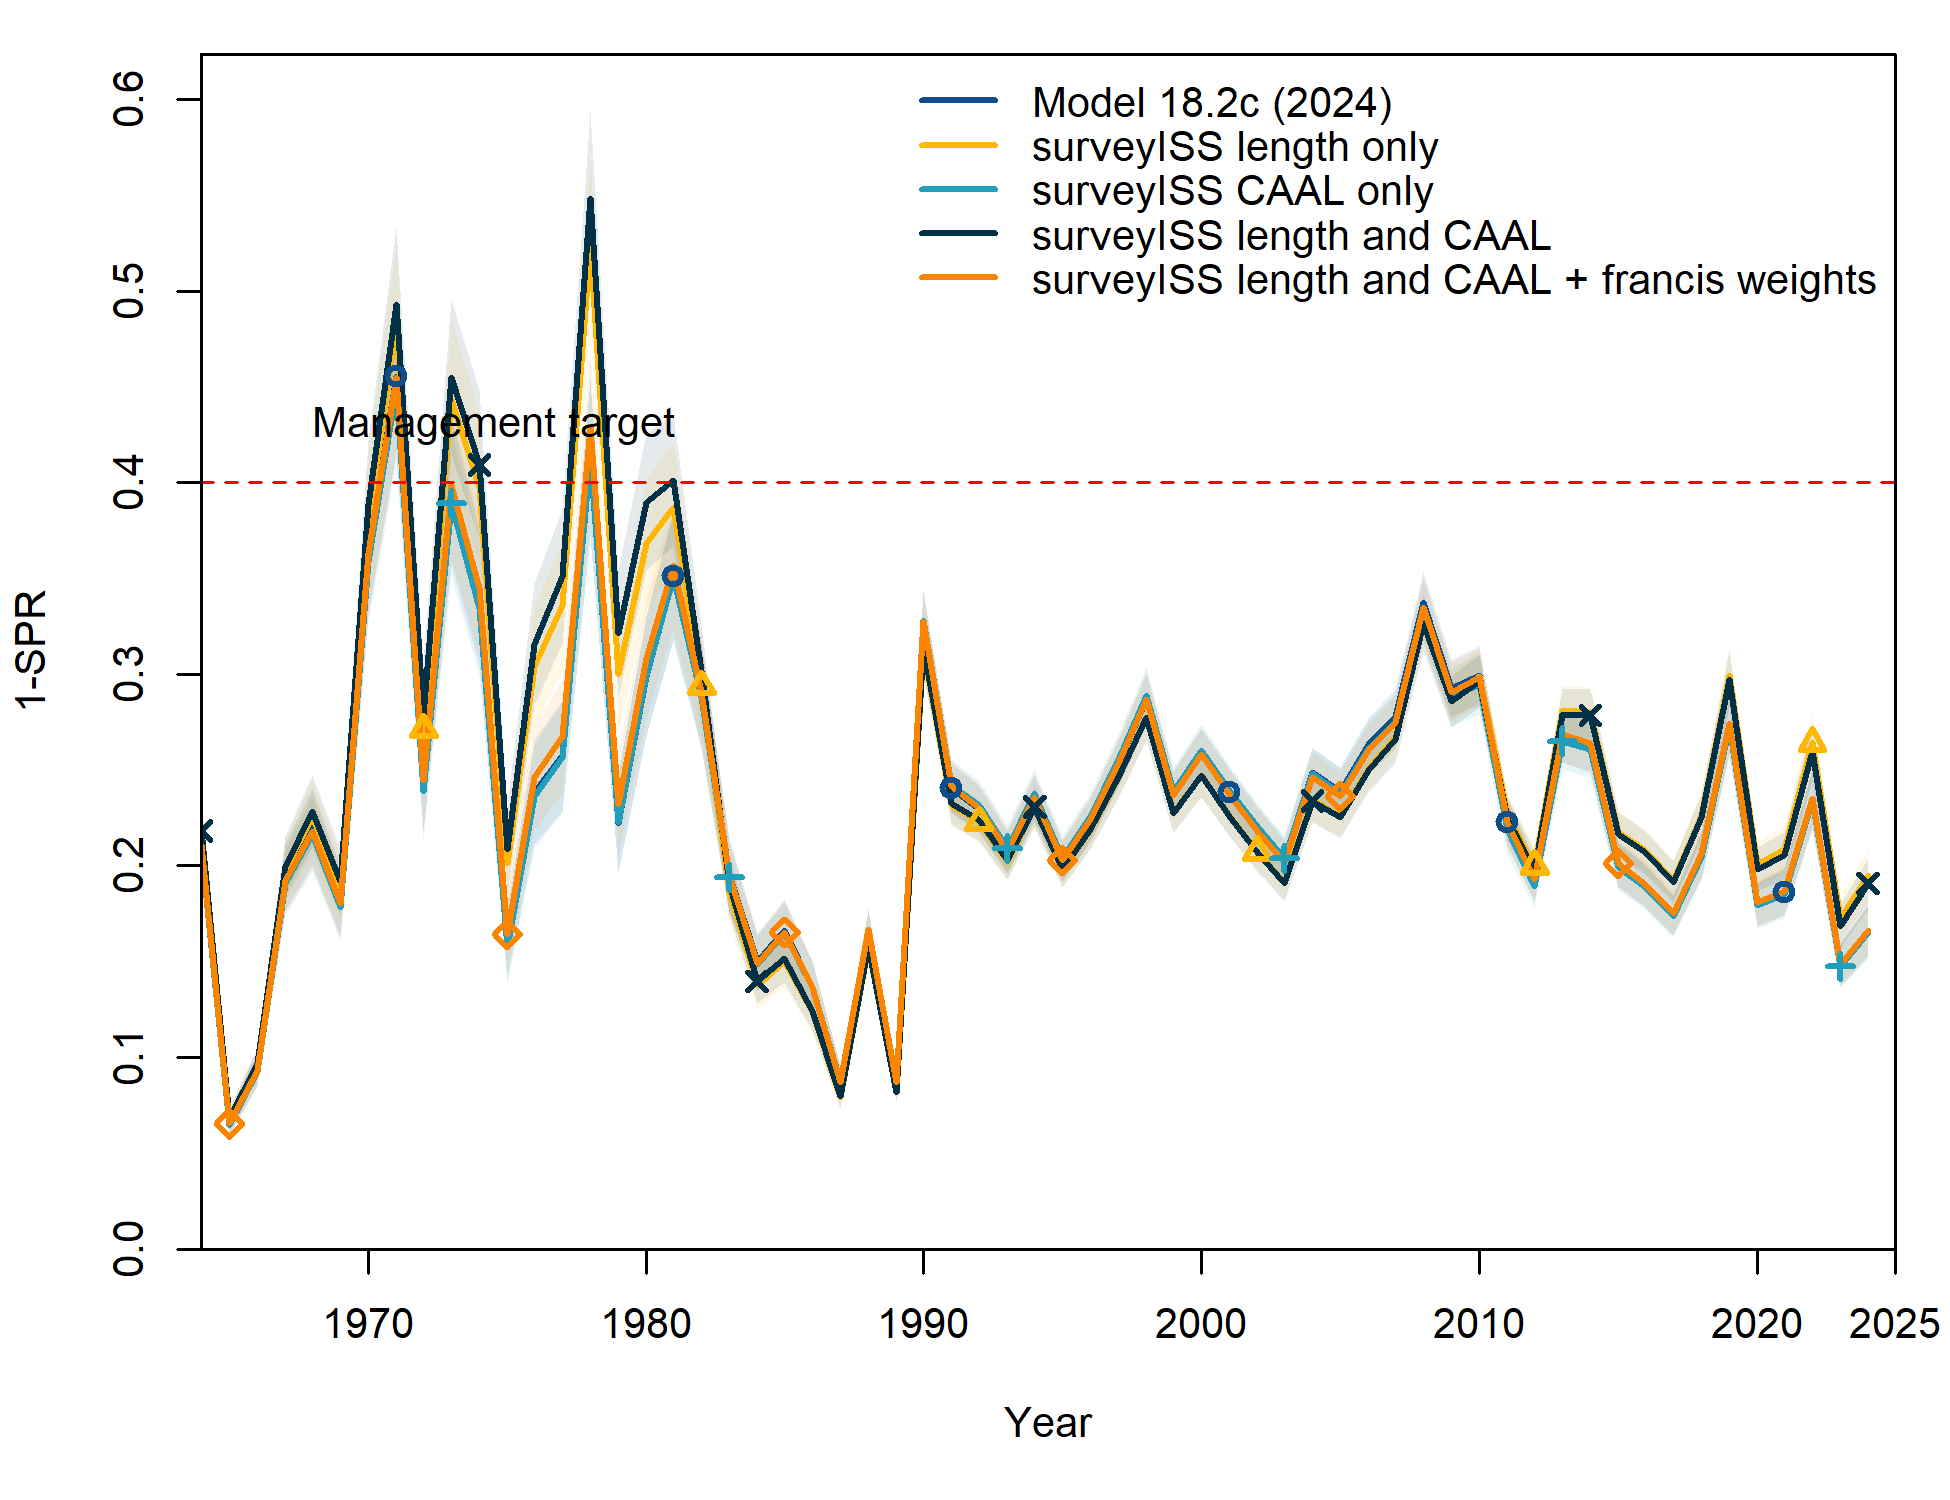 Model 18.2c (2024)
surveyISS length only
surveyISS CAAL only
surveyISS length and CAAL
surveyISS length and CAAL + francis weights
Management target
1-SPR
0.6
0.5
0.4
0.3
0.2
0.1
0.0
1970 1980 1990 2000 2010 2020 2025
Year